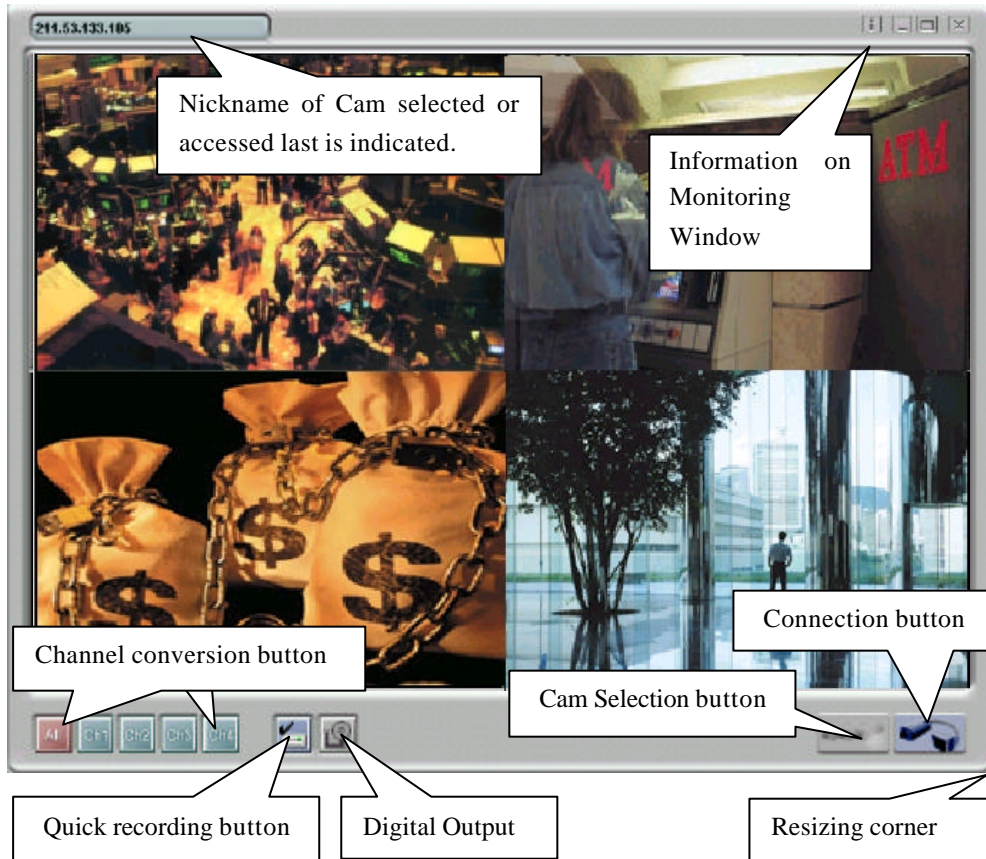 211.53.133.105
Nickname of Cam selected or
accessed last is indicated.
Information on
Monitoring
Window
ATM
M
$
$
$
Channel conversion button
Connection button
Cam Selection button
All Ch1 Ch2 Ch3 Ch4
Quick recording button
Digital Output
Resizing corner